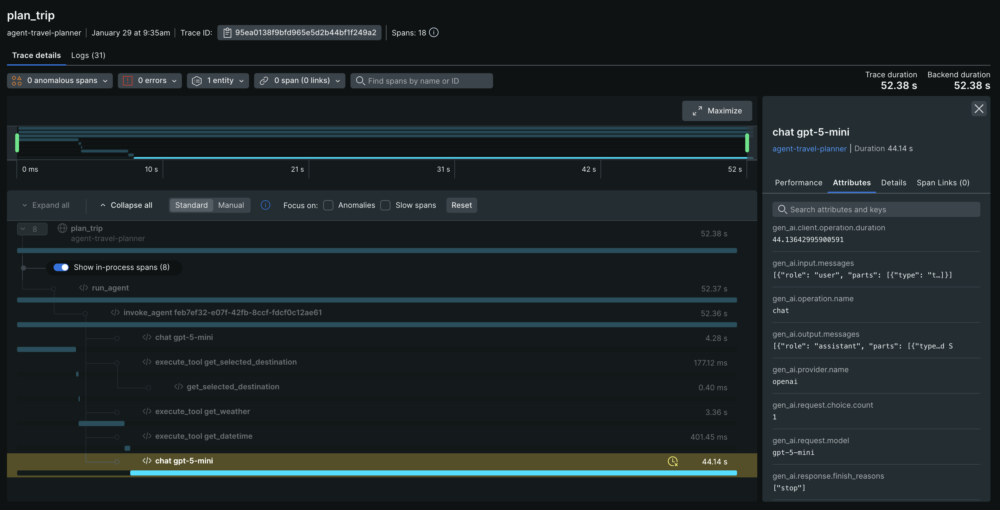 plan_trip
agent-travel-planner January 29 at 9:35am Trace ID: 95ea0138f9bfd965e5d2b44bf1f249a2 Spans: 18
Trace details Logs (31)
0 anomalous spans 0 errors 1 entity 0 span (0 links) Find spans by name or ID
Trace duration Backend duration
52.38 s 52.38 s
Maximize
0 ms 10 s 21 s 31 s 42 s 52 s
Expand all Collapse all Standard Manual Focus on: Anomalies Slow spans Reset
8 plan_trip
agent-travel-planner
52.38 s
Show in-process spans (8)
run_agent 52.37 s
invoke_agent feb7ef32-e07f-42fb-8ccf-fdcf0c12ae61 52.36 s
chat gpt-5-mini 4.28 s
execute_tool get_selected_destination 177.12 ms
get_selected_destination 0.40 ms
execute_tool get_weather 3.36 s
execute_tool get_datetime 401.45 ms
chat gpt-5-mini 44.14 s
chat gpt-5-mini
agent-travel-planner Duration 44.14 s
Performance Attributes Details Span Links (0)
Search attributes and keys
gen_ai.client.operation.duration
44.13642995900591
gen_ai.input.messages
[{"role": "user", "parts": [{"type": "t…]}]
gen_ai.operation.name
chat
gen_ai.output.messages
[{"role": "assistant", "parts": [{"type…d S
gen_ai.provider.name
openai
gen_ai.request.choice.count
1
gen_ai.request.model
gpt-5-mini
gen_ai.response.finish_reasons
["stop"]